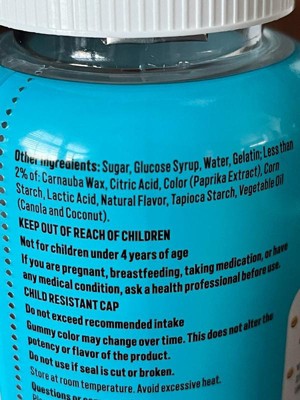 Other Ingredients: Sugar, Glucose Syrup, Water, Gelatin; Less than
2% of: Carnauba Wax, Citric Acid, Color (Paprika Extract), Corn
Starch, Lactic Acid, Natural Flavor, Tapioca Starch, Vegetable Oil
(Canola and Coconut).
KEEP OUT OF REACH OF CHILDREN
Not for children under 4 years of age
If you are pregnant, breastfeeding, taking medication, or have
any medical condition, ask a health professional before use.
CHILD RESISTANT CAP
Do not exceed recommended intake
Gummy color may change over time. This does not alter the
potency or flavor of the product.
Do not use if seal is cut or broken.
Store at room temperature. Avoid excessive heat.
Questions or